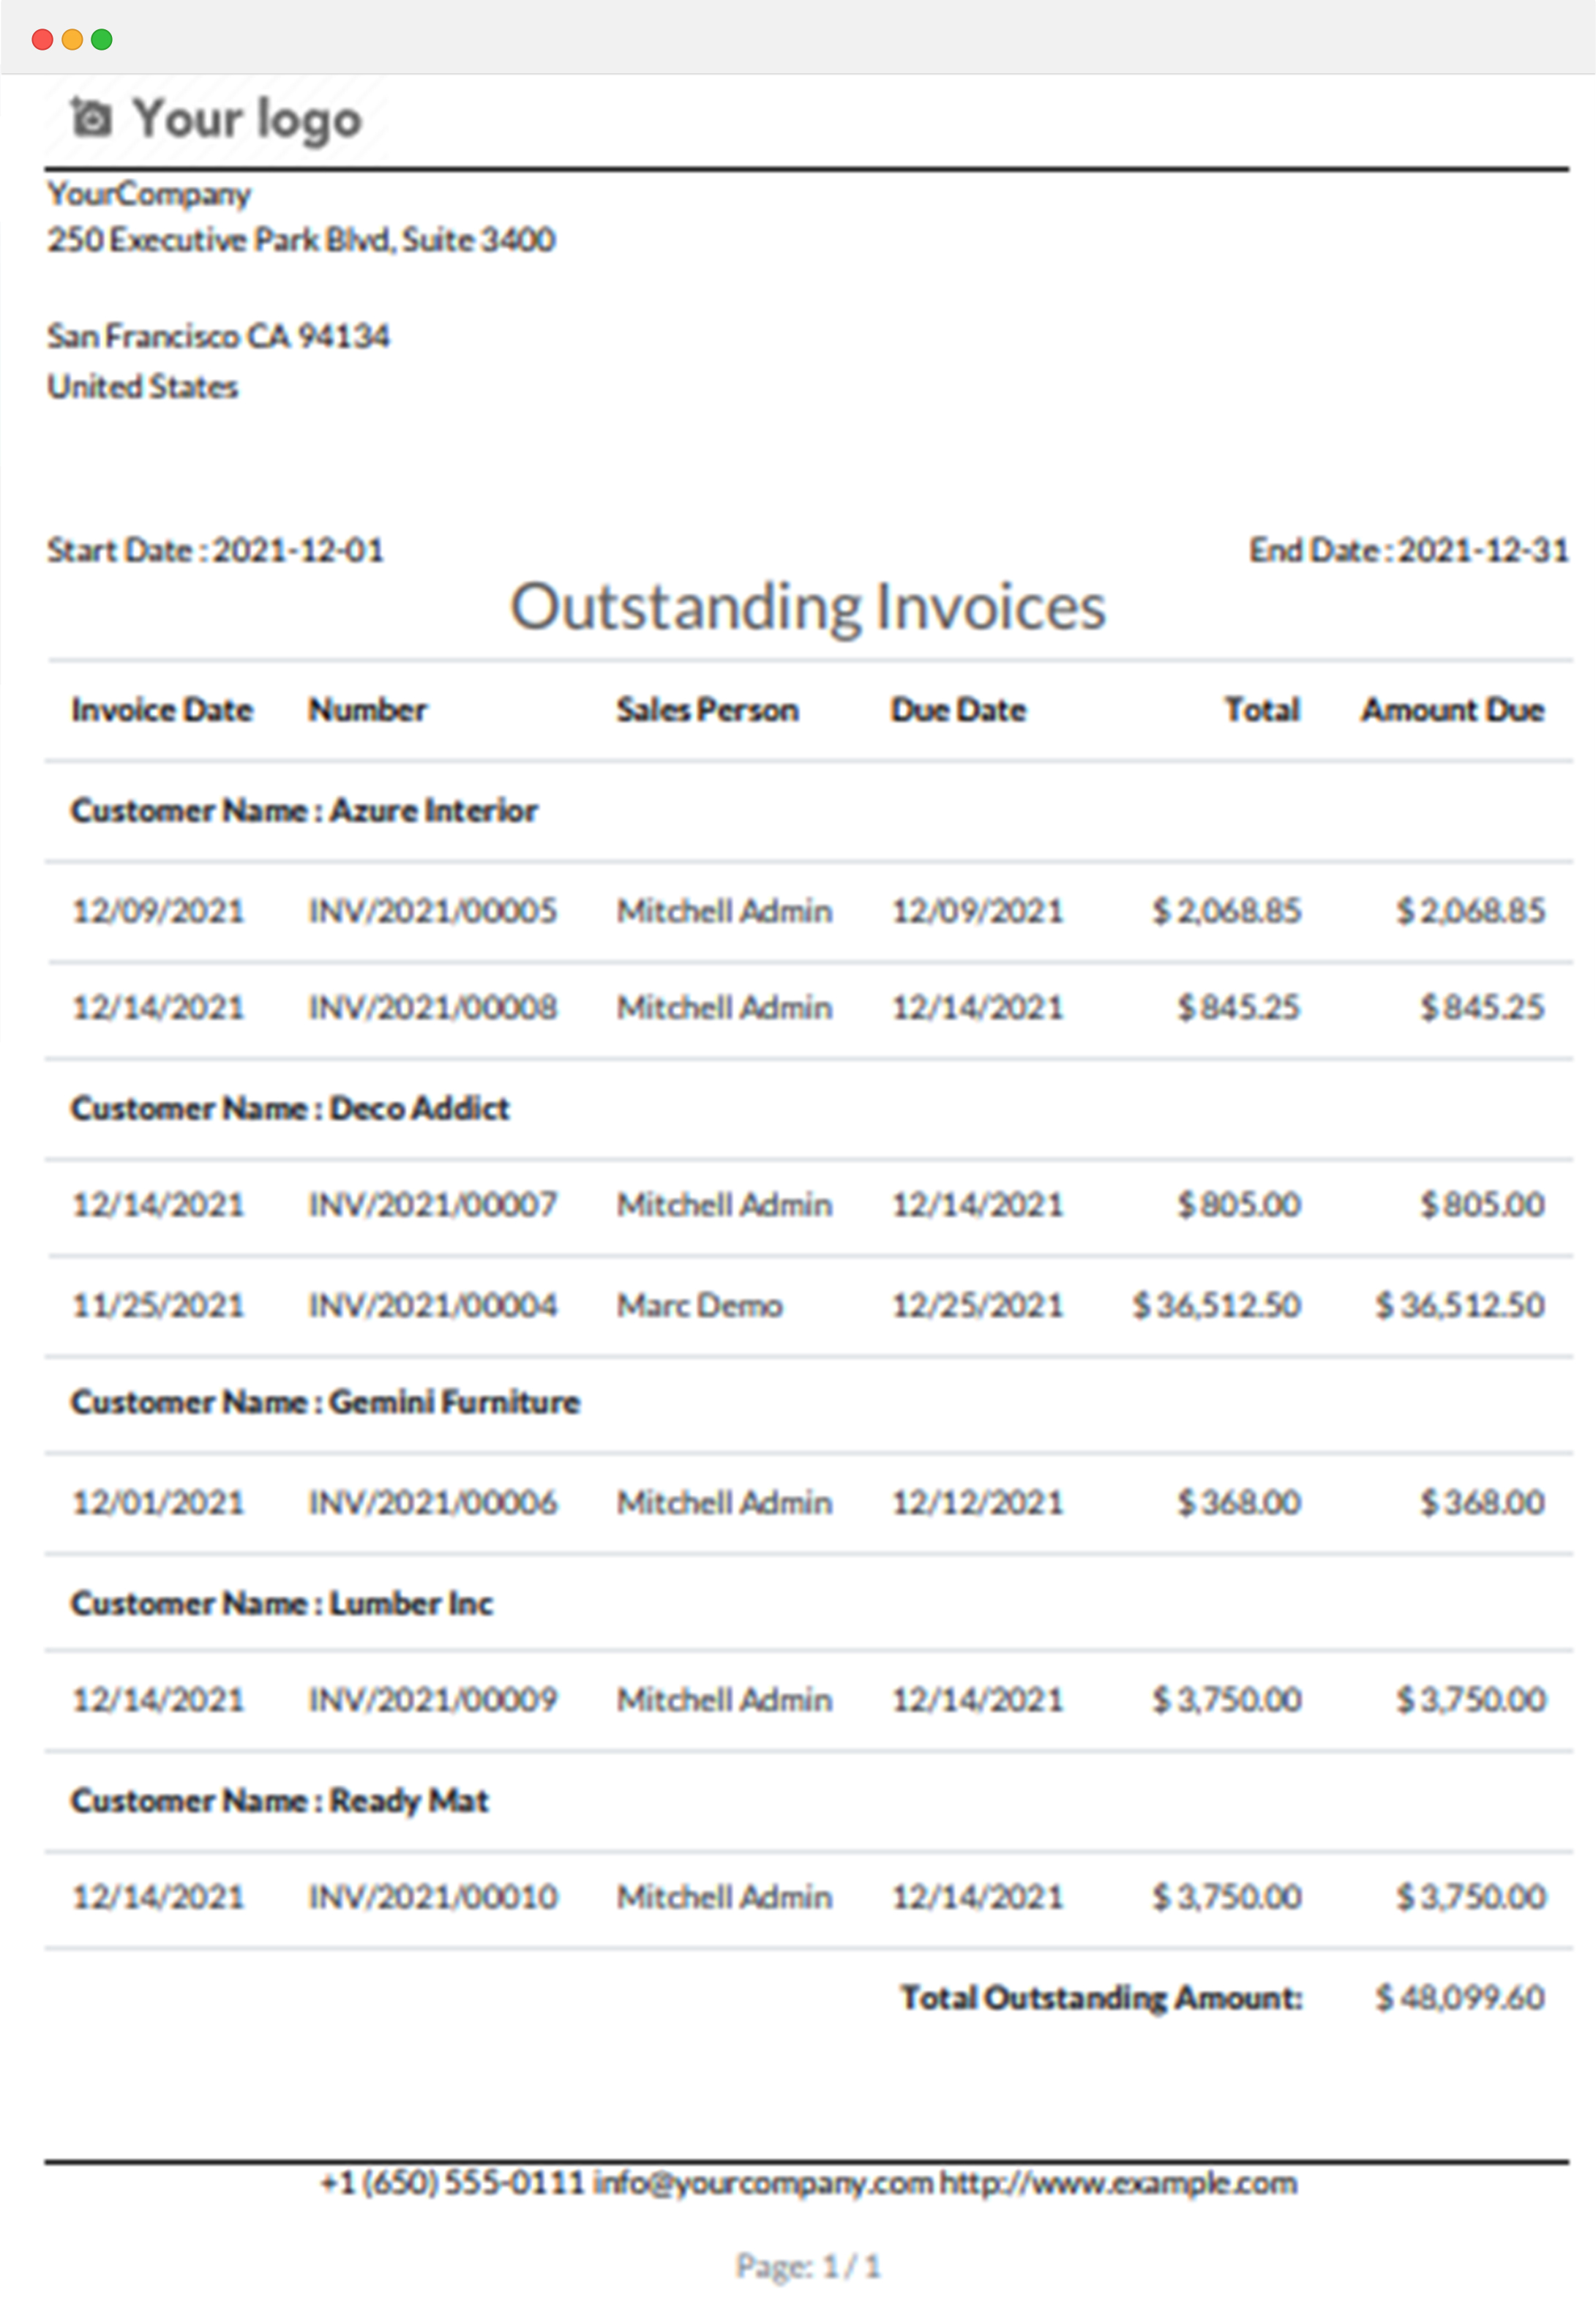 Your logo
YourCompany
250 Executive Park Blvd, Suite 3400
San Francisco CA 94134
United States
Start Date : 2021-12-01 End Date : 2021-12-31
Outstanding Invoices
Invoice Date Number Sales Person Due Date Total Amount Due
Customer Name : Azure Interior
12/09/2021 INV/2021/00005 Mitchell Admin 12/09/2021 $ 2,068.85 $ 2,068.85
12/14/2021 INV/2021/00008 Mitchell Admin 12/14/2021 $ 845.25 $ 845.25
Customer Name : Deco Addict
12/14/2021 INV/2021/00007 Mitchell Admin 12/14/2021 $ 805.00 $ 805.00
11/25/2021 INV/2021/00004 Marc Demo 12/25/2021 $ 36,512.50 $ 36,512.50
Customer Name : Gemini Furniture
12/01/2021 INV/2021/00006 Mitchell Admin 12/12/2021 $ 368.00 $ 368.00
Customer Name : Lumber Inc
12/14/2021 INV/2021/00009 Mitchell Admin 12/14/2021 $ 3,750.00 $ 3,750.00
Customer Name : Ready Mat
12/14/2021 INV/2021/00010 Mitchell Admin 12/14/2021 $ 3,750.00 $ 3,750.00
Total Outstanding Amount: $ 48,099.60
+1 (650) 555-0111 info@yourcompany.com http://www.example.com
Page: 1 / 1